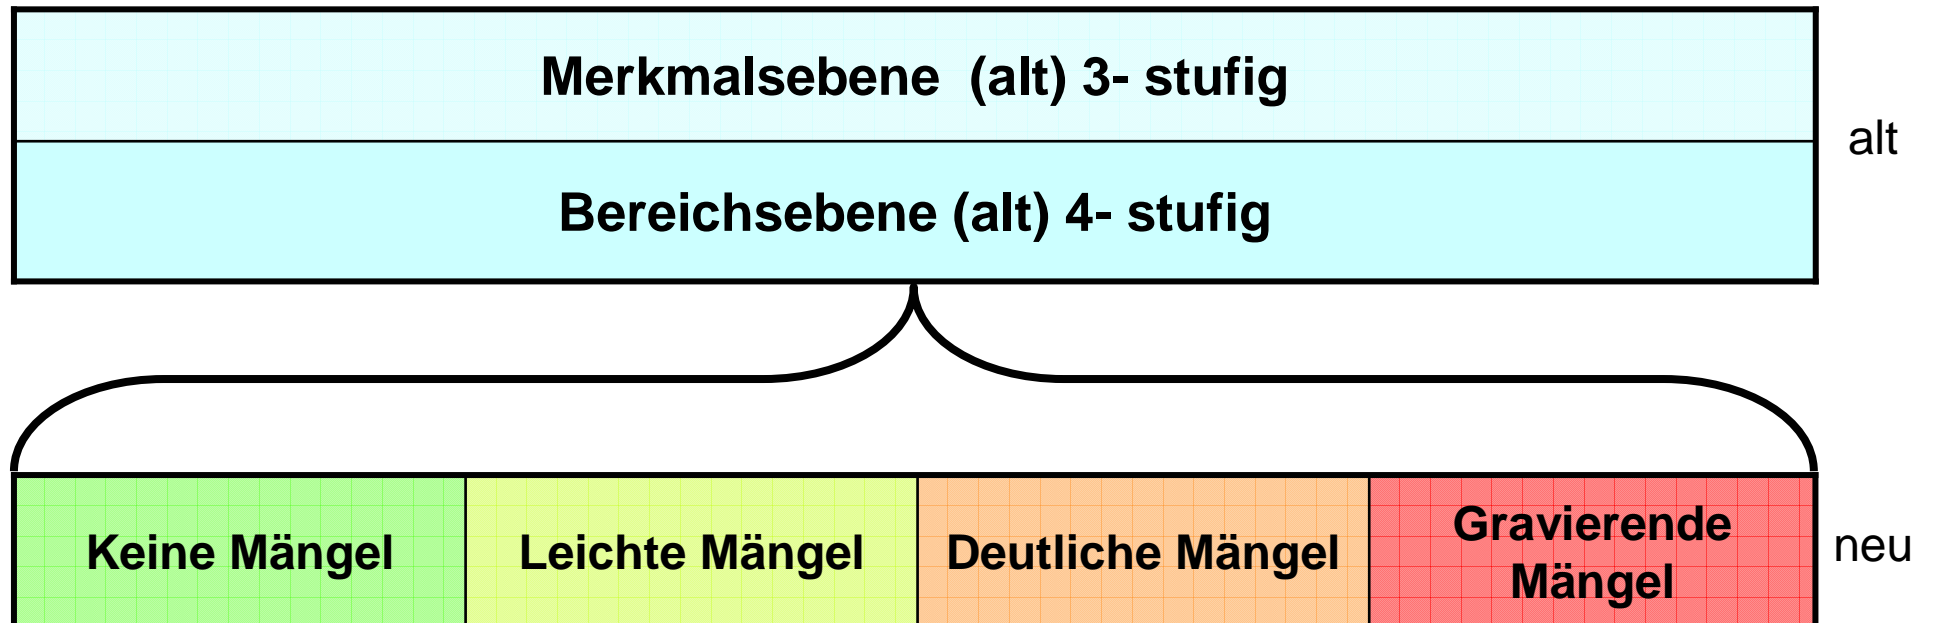 Merkmalsebene (alt) 3- stufig
alt
Bereichsebene (alt) 4- stufig
Keine Mängel
Leichte Mängel
Deutliche Mängel
Gravierende
Mängel
neu